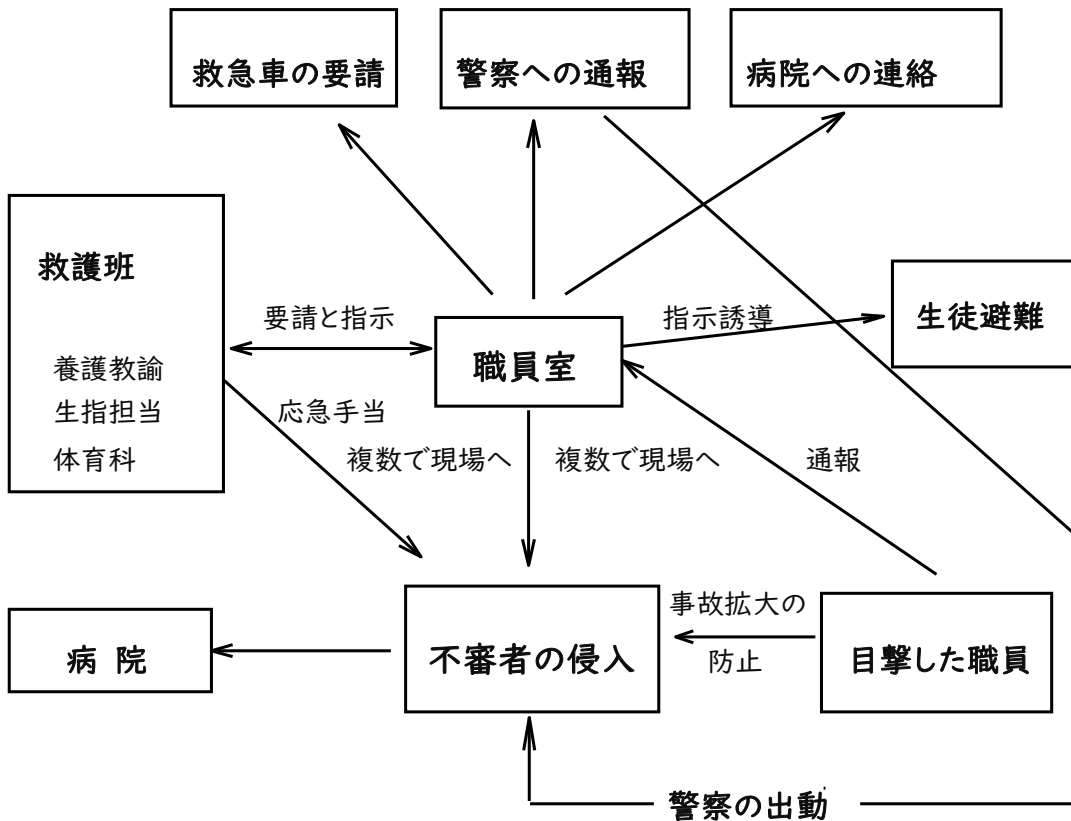 救急車の要請
警察への通報
病院への連絡
救護班
養護教諭
生指担当
体育科
要請と指示
職員室
指示誘導
生徒避難
応急手当
複数で現場へ
複数で現場へ
通報
病 院
不審者の侵入
事故拡大の
防止
目撃した職員
警察の出動